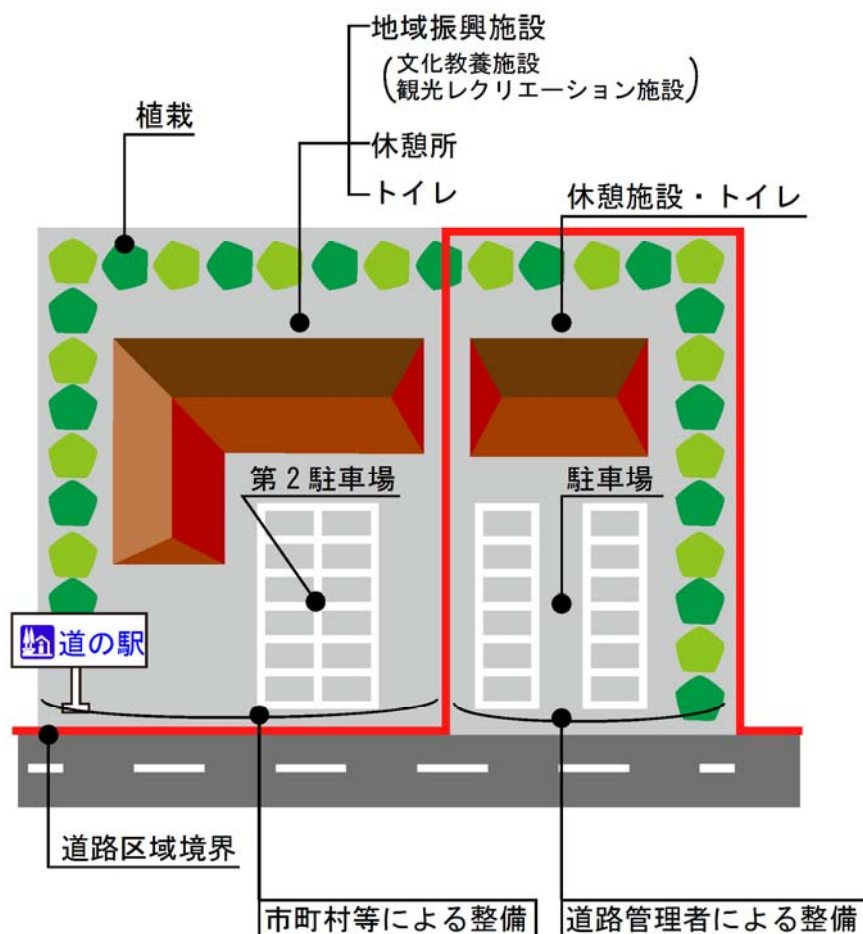 地域振興施設
(文化教養施設
観光レクリエーション施設)
植栽
休憩所
トイレ
休憩施設・トイレ
第2駐車場
駐車場
道の駅
道路区域境界
市町村等による整備
道路管理者による整備